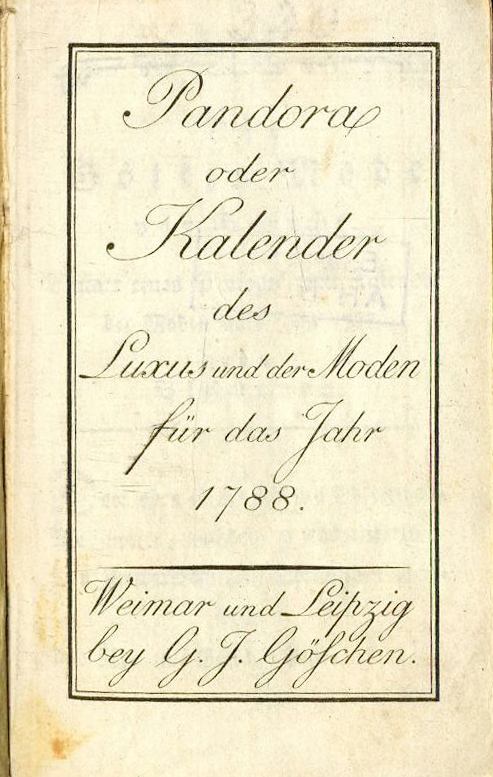 Pandora
oder
Kalender
des
Luxus und der Moden
für das Jahr
1788.
Weimar und Leipzig
bey G. J. Göſchen.